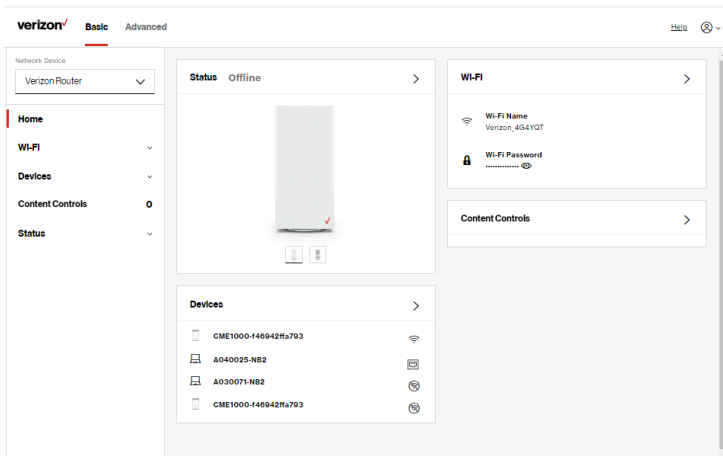 verizon✓ Basic Advanced Help
Network Device
Verizon Router
Home
Wi-Fi
Devices
Content Controls 0
Status
Status Offline
Devices
CME1000-f46942ffa793
A040025-NB2
A030071-NB2
CME1000-f46942ffa793
Wi-Fi
Wi-Fi Name
Verizon_4G4YQT
Wi-Fi Password
••••••••••••••
Content Controls